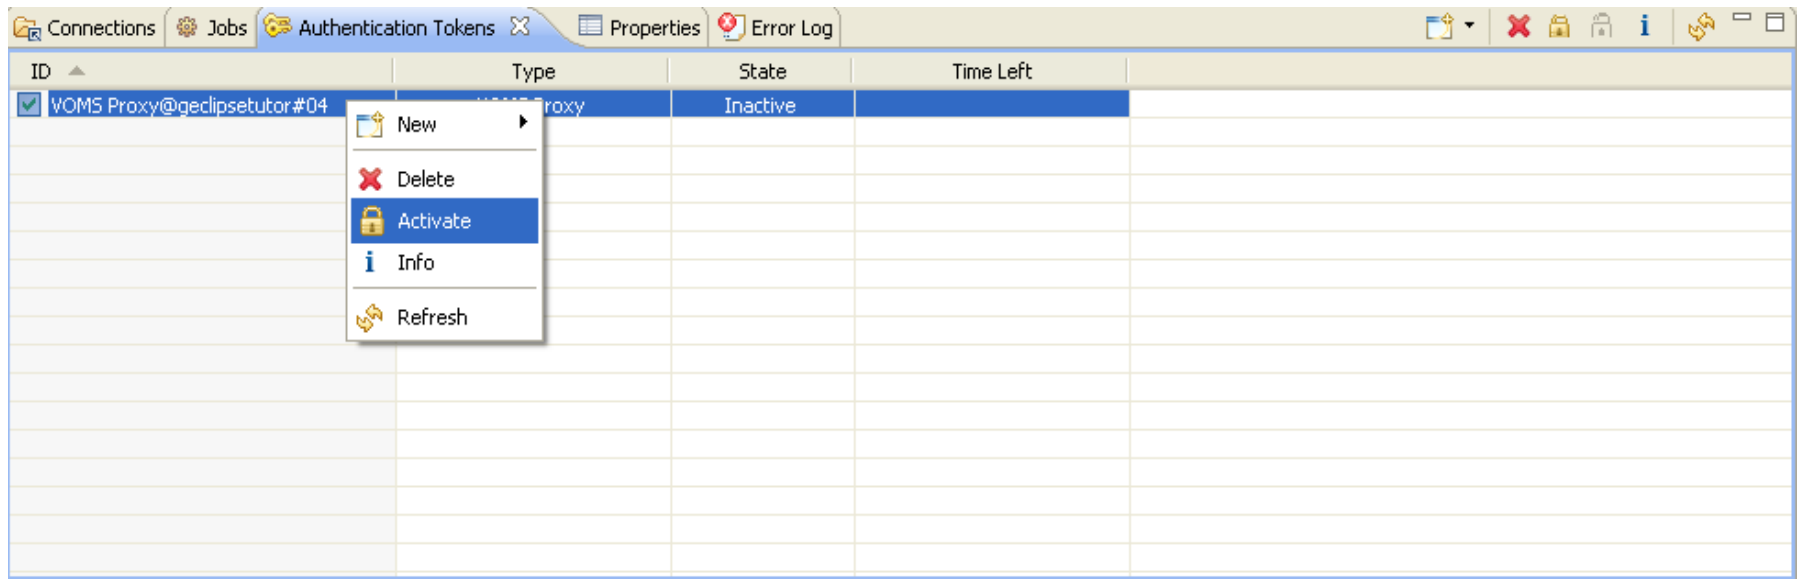 Connections Jobs Authentication Tokens Properties Error Log
ID Type State Time Left
VOMS Proxy@geclipsetutor#04 Proxy Inactive
New
Delete
Activate
Info
Refresh